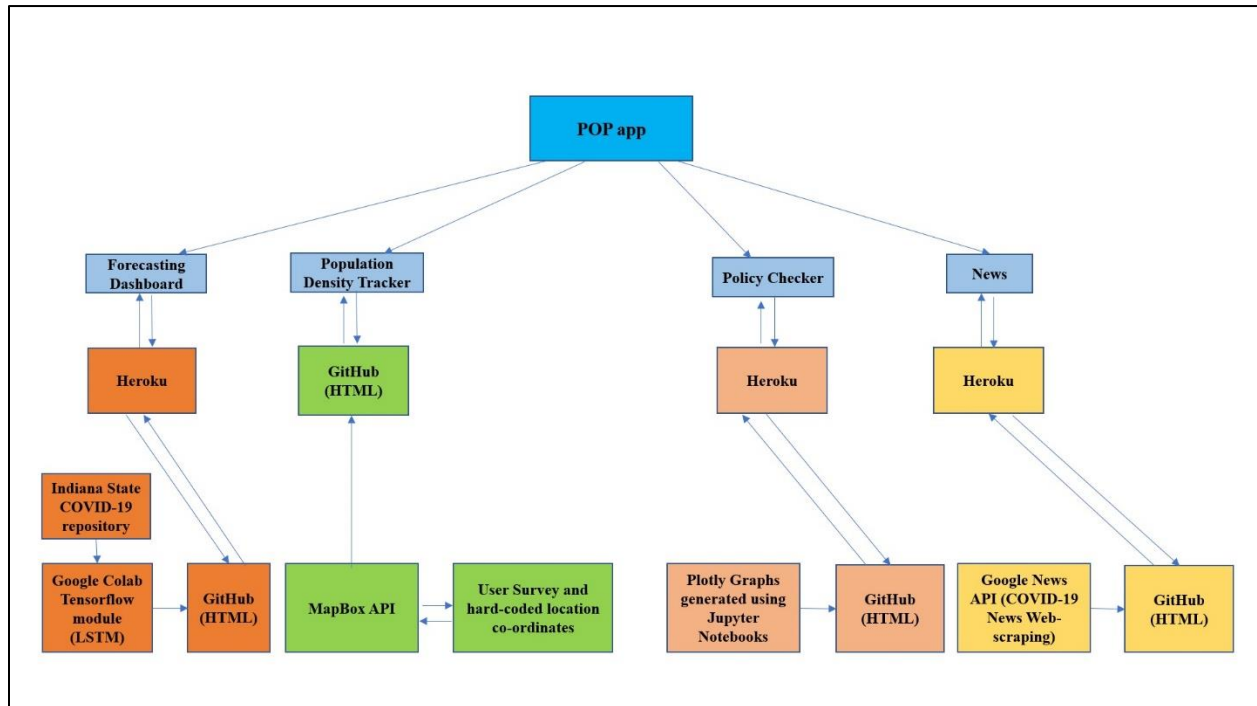 POP app
Forecasting
Dashboard
Population
Density Tracker
Policy Checker
News
Heroku
GitHub
(HTML)
Heroku
Heroku
Indiana State
COVID-19
repository
Google Colab
Tensorflow
module
(LSTM)
GitHub
(HTML)
MapBox API
User Survey and
hard-coded location
co-ordinates
Plotly Graphs
generated using
Jupyter
Notebooks
GitHub
(HTML)
Google News
API (COVID-19
News Web-
scraping)
GitHub
(HTML)